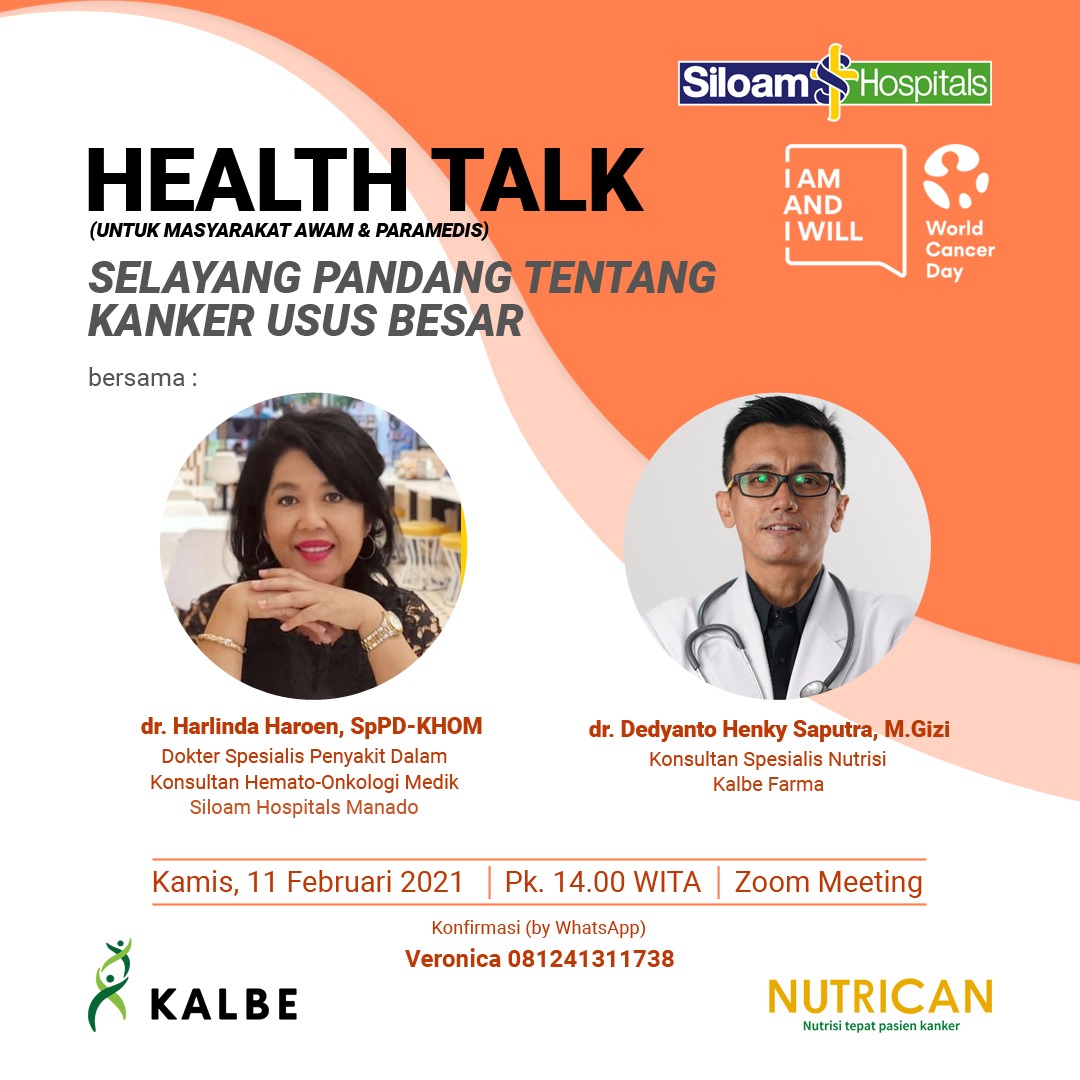 Siloam Hospitals
HEALTH TALK
(UNTUK MASYARAKAT AWAM & PARAMEDIS)
SELAYANG PANDANG TENTANG
KANKER USUS BESAR
I AM
AND
I WILL
World
Cancer
Day
bersama :
dr. Harlinda Haroen, SpPD-KHOM
Dokter Spesialis Penyakit Dalam
Konsultan Hemato-Onkologi Medik
Siloam Hospitals Manado
dr. Dedyanto Henky Saputra, M.Gizi
Konsultan Spesialis Nutrisi
Kalbe Farma
Kamis, 11 Februari 2021 | Pk. 14.00 WITA | Zoom Meeting
Konfirmasi (by WhatsApp)
Veronica 081241311738
KALBE
NUTRICAN
Nutrisi tepat pasien kanker